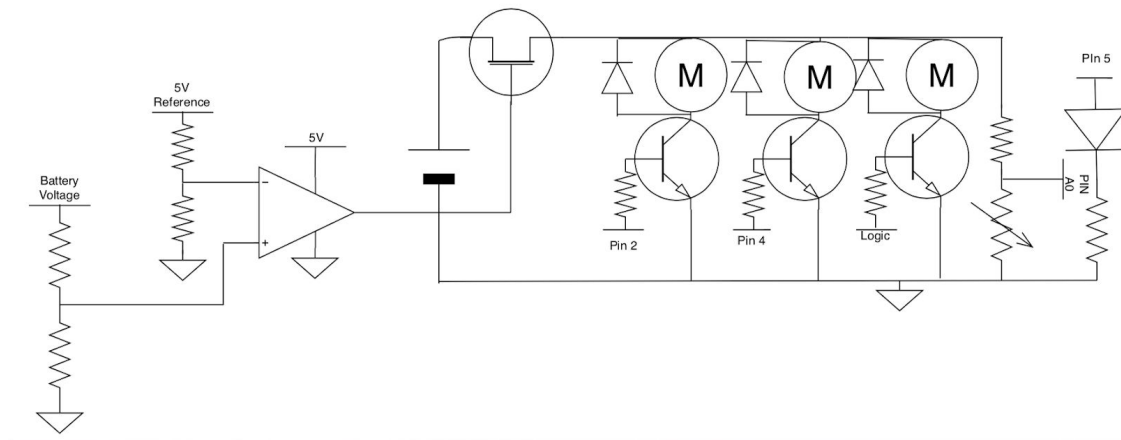 5V
Reference
5V
Battery
Voltage
−
+
M
M
M
Pin 2
Pin 4
Logic
PIn 5
PIN
A0